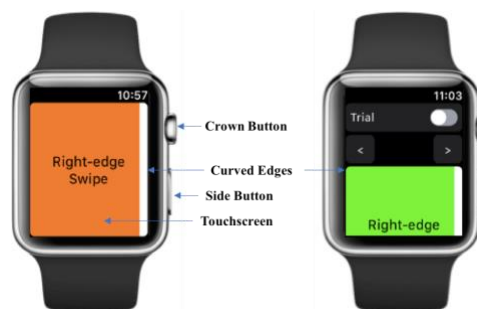 10:57
Right-edge
Swipe
Crown Button
Curved Edges
Side Button
Touchscreen
11:03
Trial
<
>
Right-edge